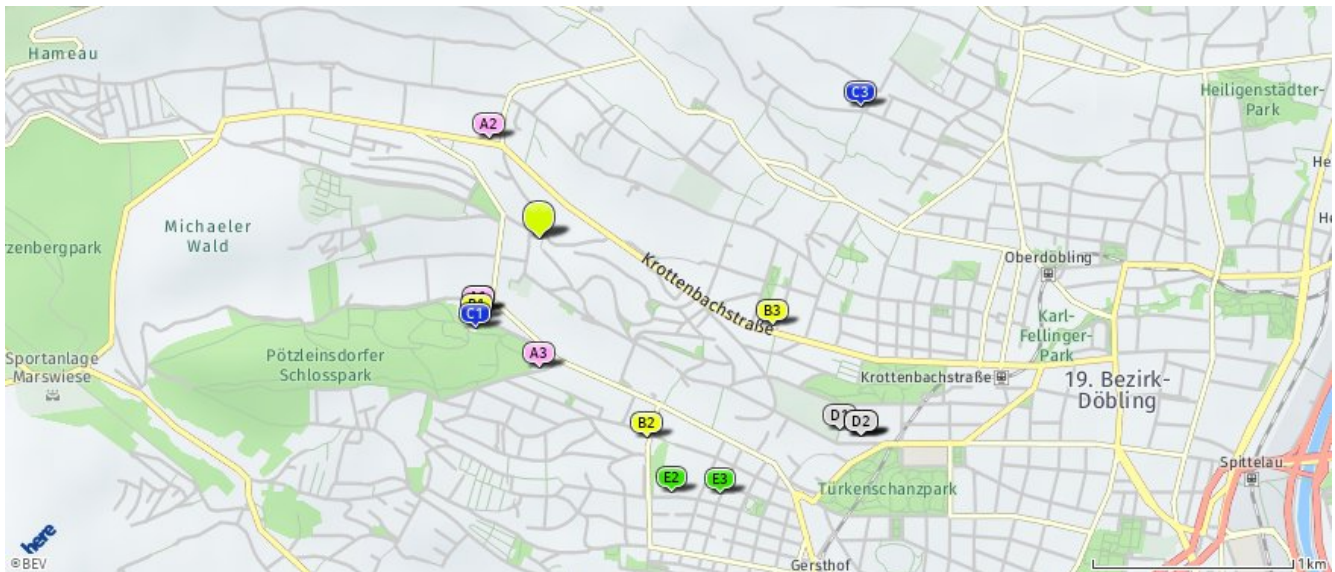 Hameau
A2
C3
Heiligenstädter-
Park
Michaeler
Wald
Oberdöbling
Krottenbachstraße
B1
C1
B3
Karl-
Fellinger-
Park
Pötzleinsdorfer
Schlosspark
A3
Sportanlage
Marswiese
Krottenbachstraße
19. Bezirk-
Döbling
B2
D2
E2
E3
Türkenschanzpark
Spittelau
here
©BEV
Gersthof
1km